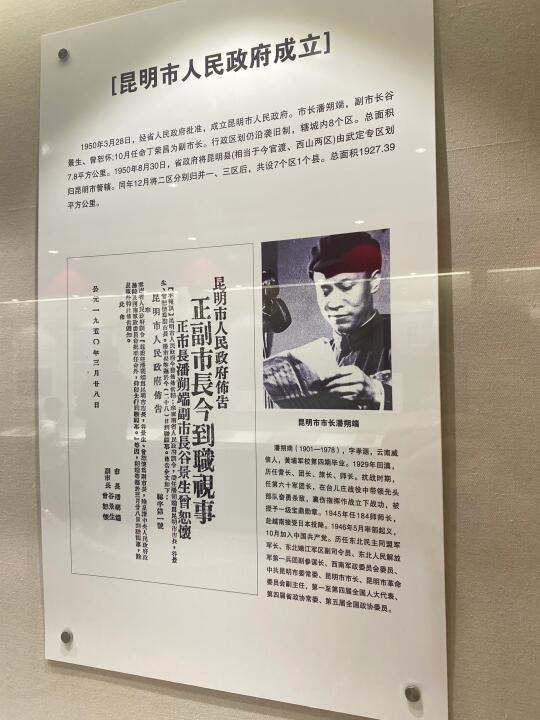 [昆明市人民政府成立]
1950年3月28日，经省人民政府批准，成立昆明市人民政府。市长潘朔端，副市长谷
景生、曾恕怀；10月任命丁荣昌为副市长。行政区划仍沿袭旧制，辖城内8个区。总面积
7.8平方公里。1950年8月30日，省政府将昆明县(相当于今官渡、西山两区)由武定专区划
归昆明市管辖。同年12月将二区分别归并一、三区后，共设7个区1个县。总面积1927.39
平方公里。
昆明市人民政府佈告
正副市長今到職視事
正市長潘朔端副市長谷景生曾恕懷
昆明市人民政府佈告
此佈
市長潘朔端
副市長谷景生
曾恕懷
公元一九五〇年三月廿八日
昆明市市长潘朔端
潘朔端（1901—1978），字孝源，云南威
信人，黄埔军校第四期毕业。1929年回滇，
历任营长、团长、旅长、师长。抗战时期，
任第六十军团长，在台儿庄战役中带领先头
部队奋勇杀敌，裹伤指挥作战立下战功，被
授予一级宝鼎勋章。1945年任184师师长，
赴越南接受日本投降。1946年5月率部起义，
10月加入中国共产党。历任东北民主同盟军
军长、东北嫩江军区副司令员、东北人民解放
军第一兵团副参谋长、西南军政委员会委员、
中共昆明市委常委、昆明市市长、昆明市革命
委员会副主任，第一至第四届全国人大代表、
第四届省政协常委、第五届全国政协委员。